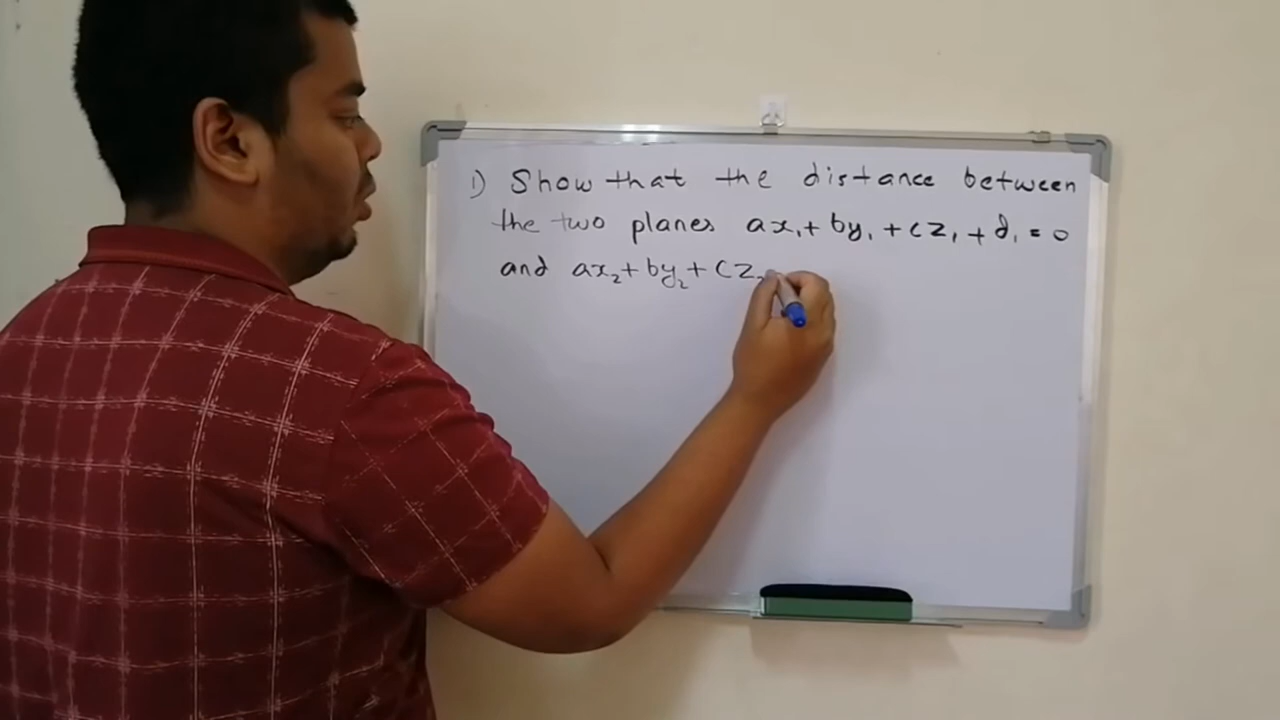 1) Show that the distance between
the two planes ax₁ + by₁ + cz₁ + d₁ = 0
and ax₂ + by₂ + cz₂